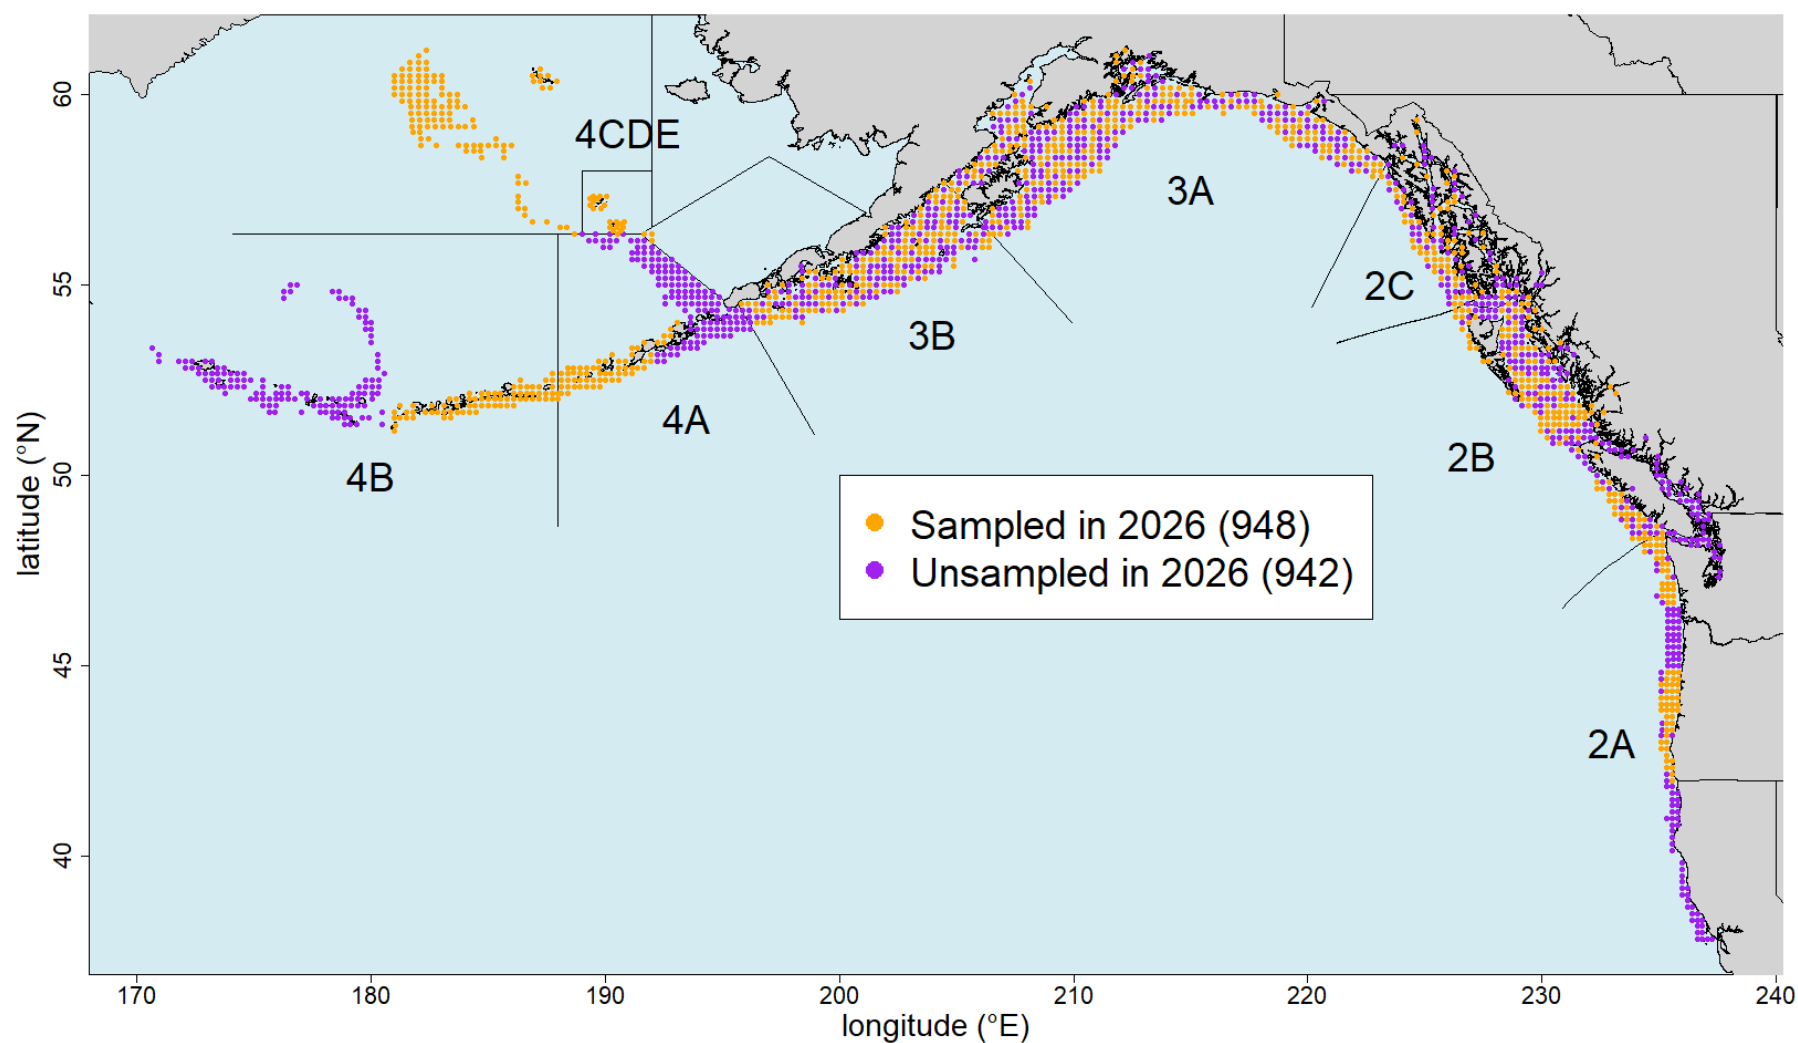 60
55
50
45
40
latitude (°N)
4CDE
3A
2C
3B
4A
4B
2B
2A
Sampled in 2026 (948)
Unsampled in 2026 (942)
170
180
190
200
210
220
230
240
longitude (°E)